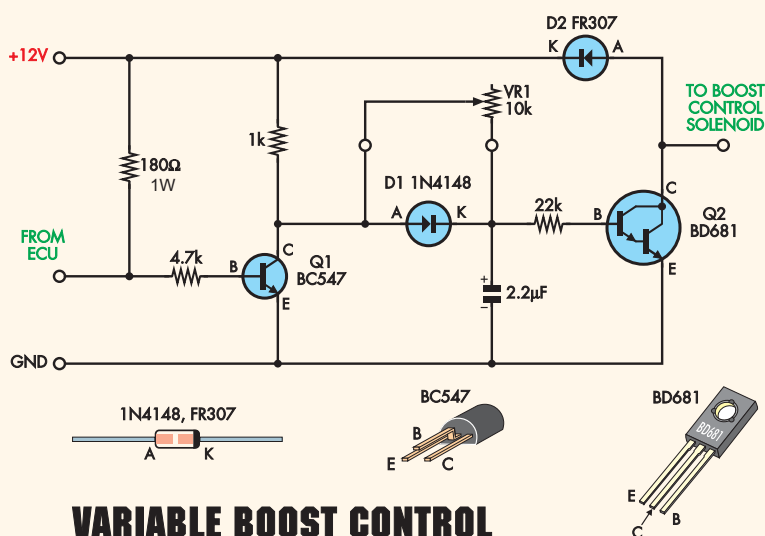 D2 FR307
K
A
+12V
VR1
10k
TO BOOST
CONTROL
SOLENOID
1k
180Ω
1W
D1 1N4148
A
K
22k
C
B
Q2
BD681
E
FROM
ECU
4.7k
B
C
Q1
BC547
E
+
2.2µF
–
GND
1N4148, FR307
A
K
BC547
B
E
C
BD681
BD681
E
C
B
VARIABLE BOOST CONTROL